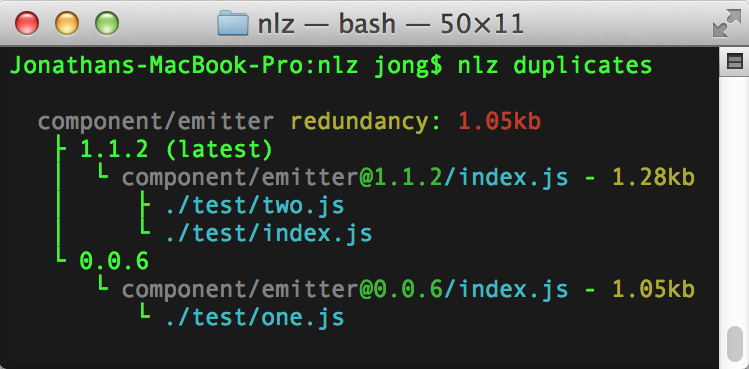 nlz — bash — 50×11
Jonathans-MacBook-Pro:nlz jong$ nlz duplicates
component/emitter redundancy: 1.05kb
├ 1.1.2 (latest)
│ └ component/emitter@1.1.2/index.js - 1.28kb
│ ├ ./test/two.js
│ └ ./test/index.js
└ 0.0.6
└ component/emitter@0.0.6/index.js - 1.05kb
└ ./test/one.js